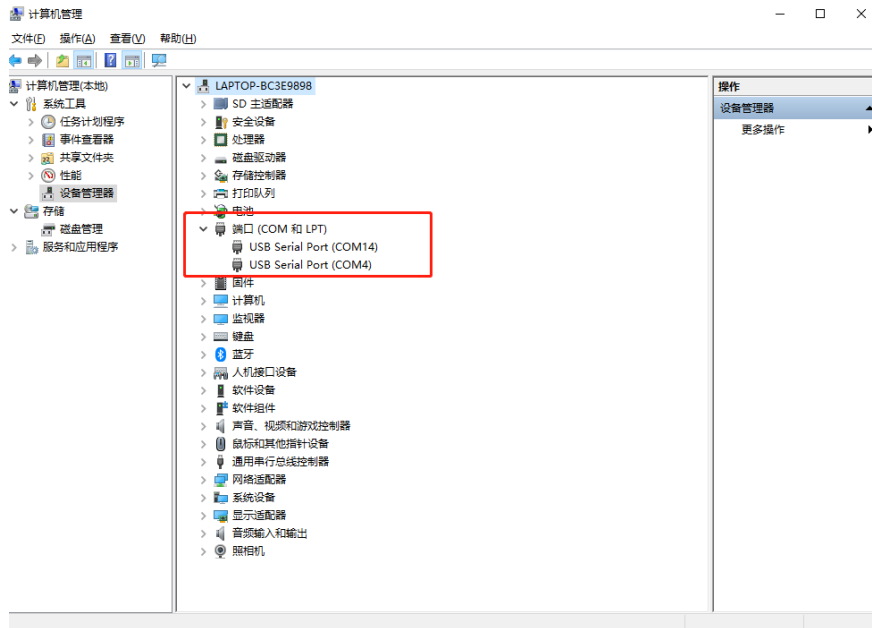 计算机管理
文件(F) 操作(A) 查看(V) 帮助(H)
计算机管理(本地)
系统工具
任务计划程序
事件查看器
共享文件夹
性能
设备管理器
存储
磁盘管理
服务和应用程序
LAPTOP-BC3E9898
SD 主适配器
安全设备
处理器
磁盘驱动器
存储控制器
打印队列
电池
端口 (COM 和 LPT)
USB Serial Port (COM14)
USB Serial Port (COM4)
固件
计算机
监视器
键盘
蓝牙
人机接口设备
软件设备
软件组件
声音、视频和游戏控制器
鼠标和其他指针设备
通用串行总线控制器
网络适配器
系统设备
显示适配器
音频输入和输出
照相机
操作
设备管理器
更多操作